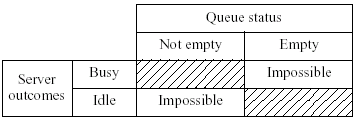 Queue status
Not empty
Empty
Server
outcomes
Busy
Impossible
Idle
Impossible